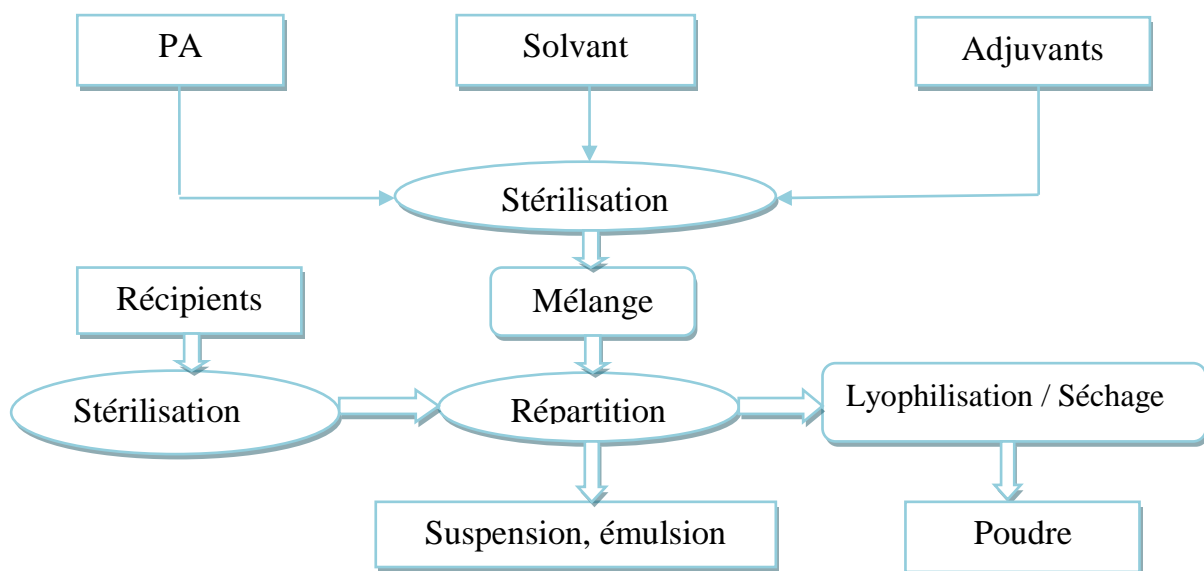 PA
Solvant
Adjuvants
Stérilisation
Récipients
Mélange
Stérilisation
Répartition
Lyophilisation / Séchage
Suspension, émulsion
Poudre